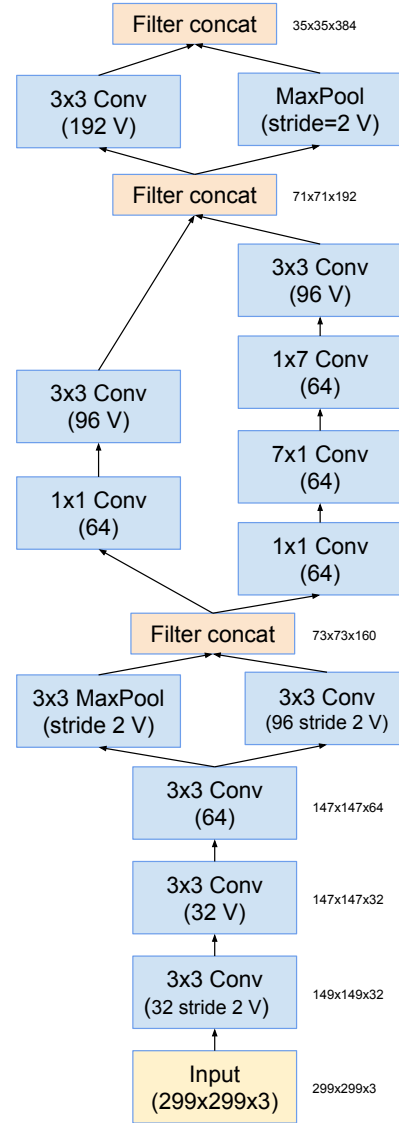 Filter concat
35x35x384
3x3 Conv
(192 V)
MaxPool
(stride=2 V)
Filter concat
71x71x192
3x3 Conv
(96 V)
1x7 Conv
(64)
3x3 Conv
(96 V)
7x1 Conv
(64)
1x1 Conv
(64)
1x1 Conv
(64)
Filter concat
73x73x160
3x3 MaxPool
(stride 2 V)
3x3 Conv
(96 stride 2 V)
3x3 Conv
(64)
147x147x64
3x3 Conv
(32 V)
147x147x32
3x3 Conv
(32 stride 2 V)
149x149x32
Input
(299x299x3)
299x299x3